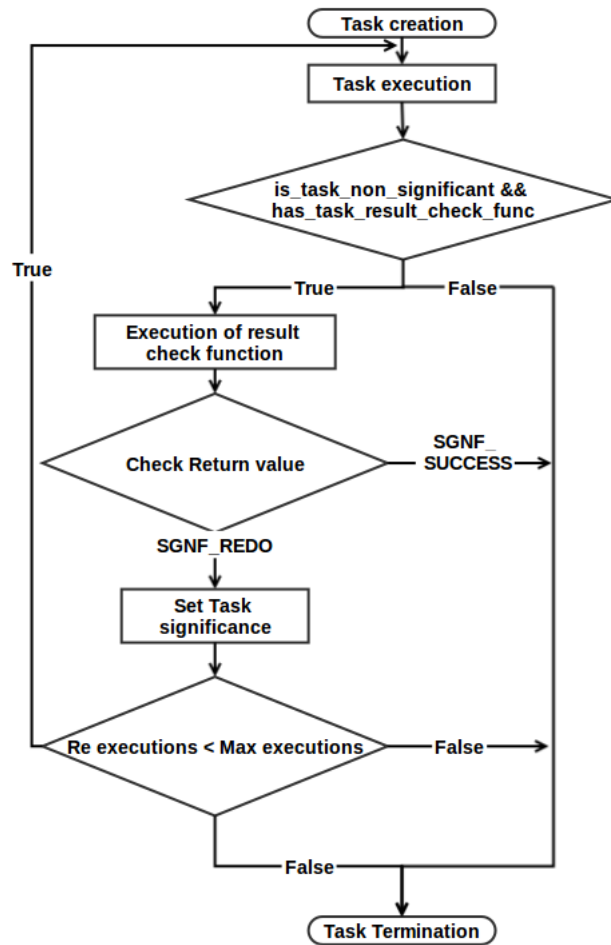 Task creation
Task execution
is_task_non_significant &&
has_task_result_check_func
True
True
False
Execution of result
check function
Check Return value
SGNF_
SUCCESS
SGNF_REDO
Set Task
significance
Re executions < Max executions
False
False
Task Termination